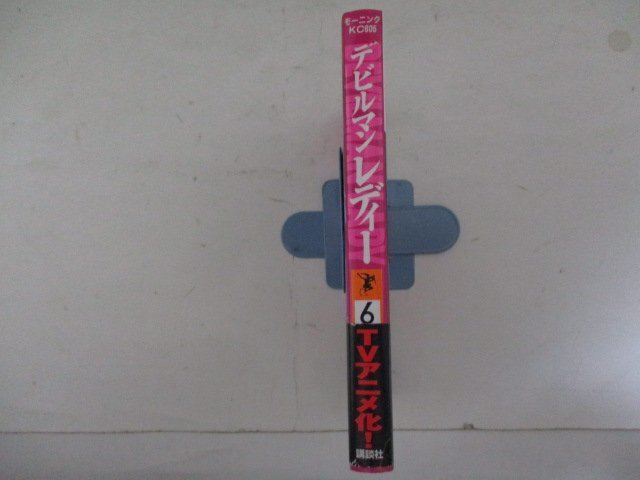 モーニング
KC606
デビルマンレディー
6
TVアニメ化!
講談社